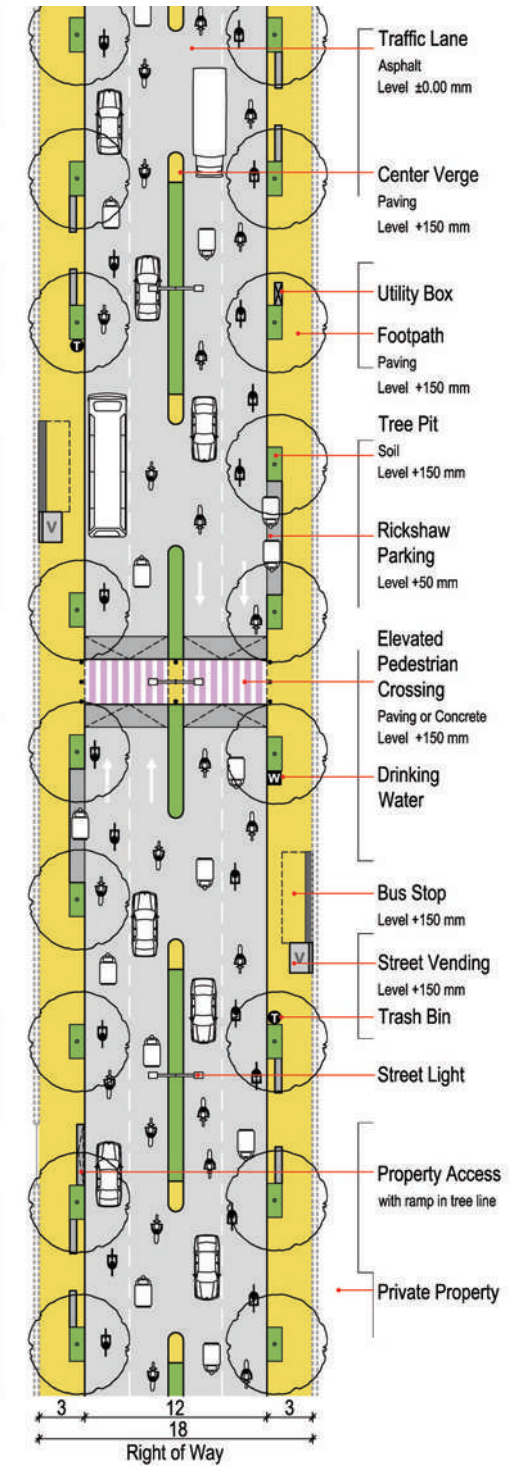 Traffic Lane
Asphalt
Level ±0.00 mm
Center Verge
Paving
Level +150 mm
Utility Box
Footpath
Paving
Level +150 mm
T
Tree Pit
Soil
Level +150 mm
V
Rickshaw
Parking
Level +50 mm
Elevated
Pedestrian
Crossing
Paving or Concrete
Level +150 mm
W
Drinking
Water
Bus Stop
Level +150 mm
V
Street Vending
Level +150 mm
T
Trash Bin
Street Light
Property Access
with ramp in tree line
Private Property
3 12 3
18
Right of Way